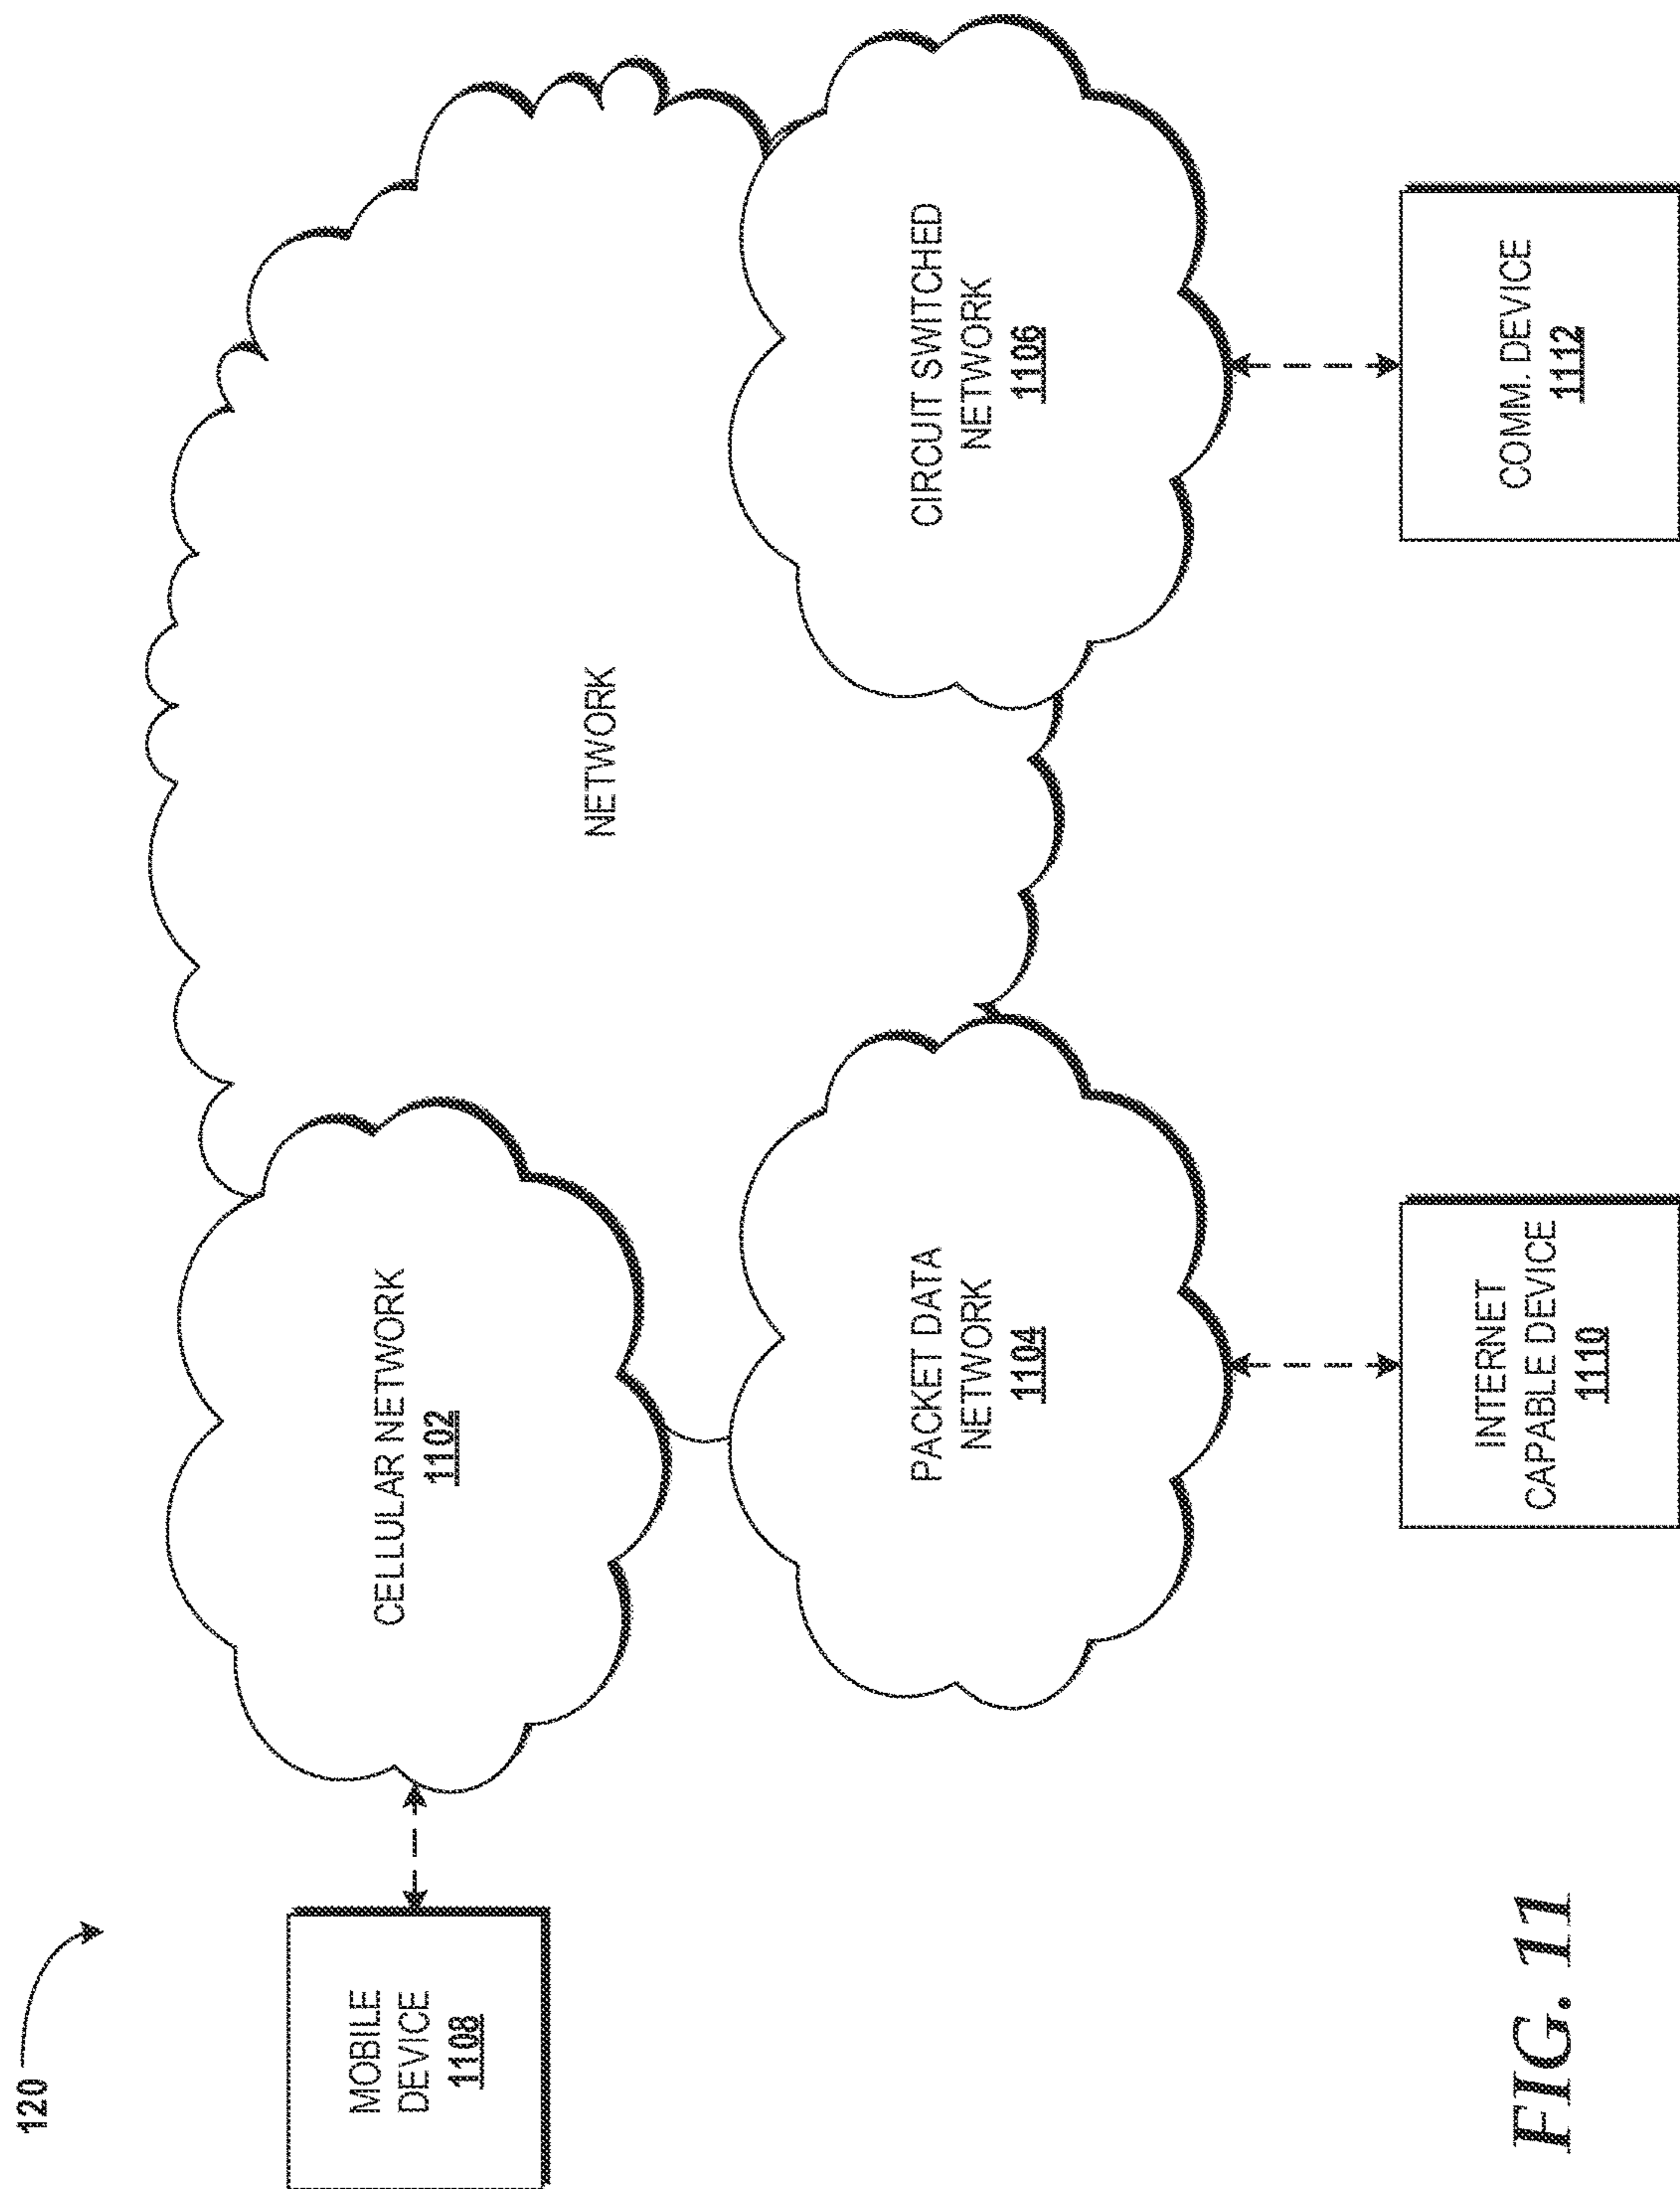 120
MOBILE
DEVICE
1108
CELLULAR NETWORK
1102
NETWORK
PACKET DATA
NETWORK
1104
CIRCUIT SWITCHED
NETWORK
1106
INTERNET
CAPABLE DEVICE
1110
COMM. DEVICE
1112
FIG. 11